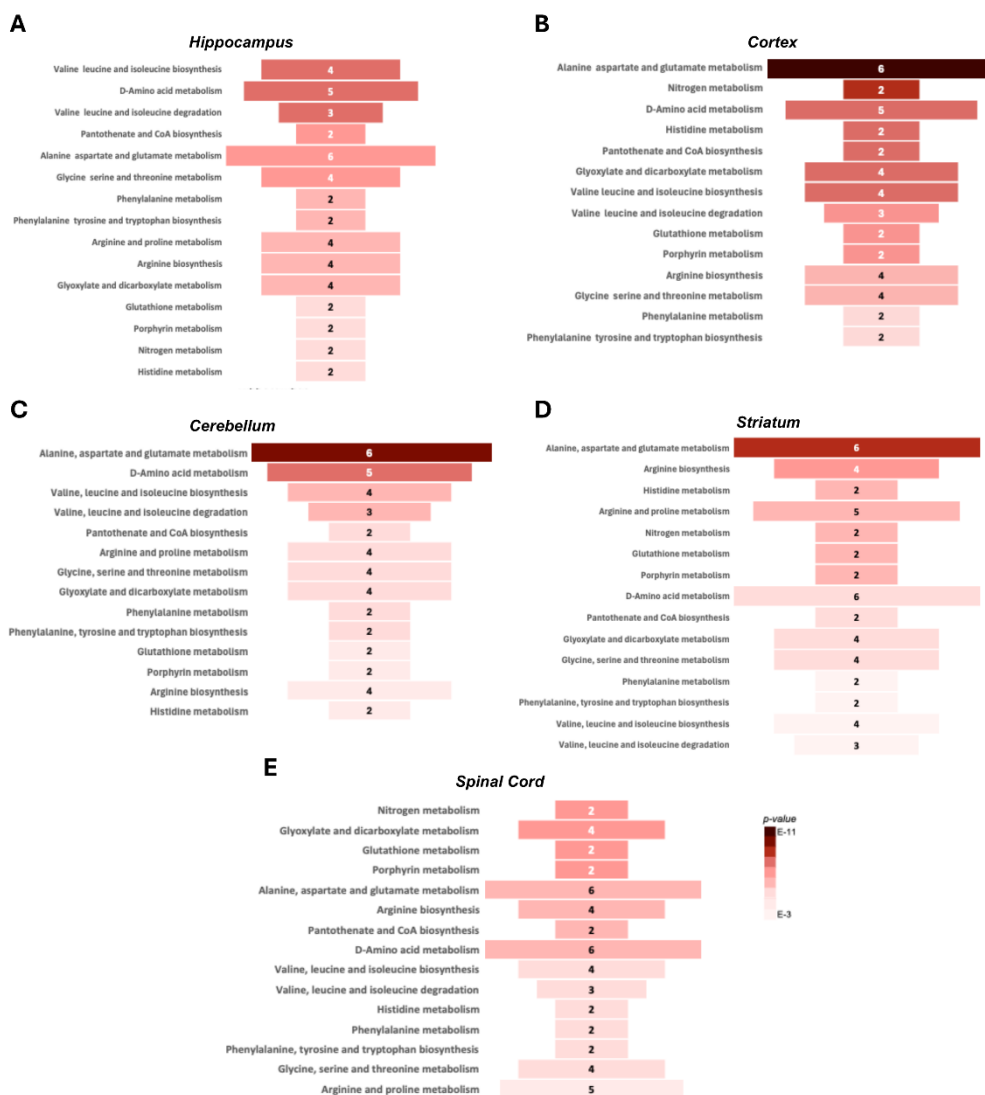 A
Hippocampus
Valine leucine and isoleucine biosynthesis 4
D-Amino acid metabolism 5
Valine leucine and isoleucine degradation 3
Pantothenate and CoA biosynthesis 2
Alanine aspartate and glutamate metabolism 6
Glycine serine and threonine metabolism 4
Phenylalanine metabolism 2
Phenylalanine tyrosine and tryptophan biosynthesis 2
Arginine and proline metabolism 4
Arginine biosynthesis 4
Glyoxylate and dicarboxylate metabolism 4
Glutathione metabolism 2
Porphyrin metabolism 2
Nitrogen metabolism 2
Histidine metabolism 2
B
Cortex
Alanine aspartate and glutamate metabolism 6
Nitrogen metabolism 2
D-Amino acid metabolism 5
Histidine metabolism 2
Pantothenate and CoA biosynthesis 2
Glyoxylate and dicarboxylate metabolism 4
Valine leucine and isoleucine biosynthesis 4
Valine leucine and isoleucine degradation 3
Glutathione metabolism 2
Porphyrin metabolism 2
Arginine biosynthesis 4
Glycine serine and threonine metabolism 4
Phenylalanine metabolism 2
Phenylalanine tyrosine and tryptophan biosynthesis 2
C
Cerebellum
Alanine, aspartate and glutamate metabolism 6
D-Amino acid metabolism 5
Valine, leucine and isoleucine biosynthesis 4
Valine, leucine and isoleucine degradation 3
Pantothenate and CoA biosynthesis 2
Arginine and proline metabolism 4
Glycine, serine and threonine metabolism 4
Glyoxylate and dicarboxylate metabolism 4
Phenylalanine metabolism 2
Phenylalanine, tyrosine and tryptophan biosynthesis 2
Glutathione metabolism 2
Porphyrin metabolism 2
Arginine biosynthesis 4
Histidine metabolism 2
D
Striatum
Alanine, aspartate and glutamate metabolism 6
Arginine biosynthesis 4
Histidine metabolism 2
Arginine and proline metabolism 5
Nitrogen metabolism 2
Glutathione metabolism 2
Porphyrin metabolism 2
D-Amino acid metabolism 6
Pantothenate and CoA biosynthesis 2
Glyoxylate and dicarboxylate metabolism 4
Glycine, serine and threonine metabolism 4
Phenylalanine metabolism 2
Phenylalanine, tyrosine and tryptophan biosynthesis 2
Valine, leucine and isoleucine biosynthesis 4
Valine, leucine and isoleucine degradation 3
E
Spinal Cord
Nitrogen metabolism 2
Glyoxylate and dicarboxylate metabolism 4
Glutathione metabolism 2
Porphyrin metabolism 2
Alanine, aspartate and glutamate metabolism 6
Arginine biosynthesis 4
Pantothenate and CoA biosynthesis 2
D-Amino acid metabolism 6
Valine, leucine and isoleucine biosynthesis 4
Valine, leucine and isoleucine degradation 3
Histidine metabolism 2
Phenylalanine metabolism 2
Phenylalanine, tyrosine and tryptophan biosynthesis 2
Glycine, serine and threonine metabolism 4
Arginine and proline metabolism 5
p-value
E-11
E-3